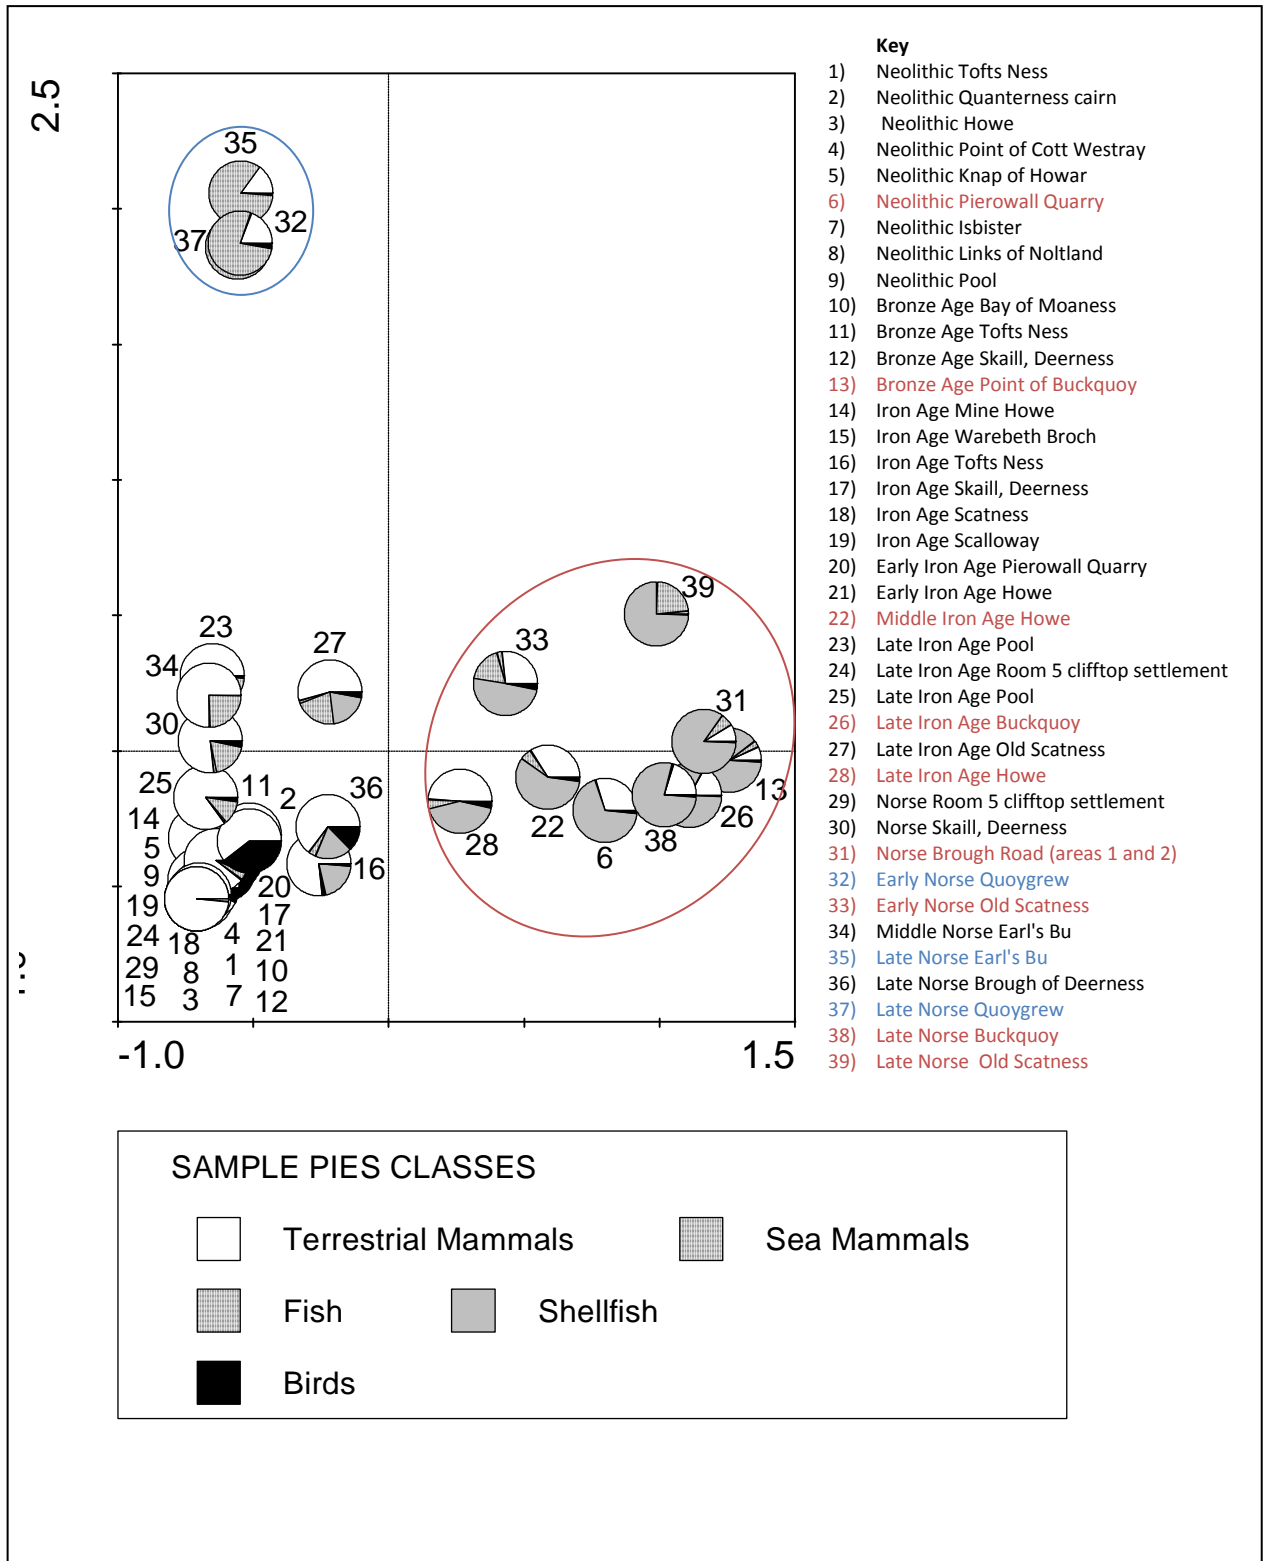 Key
1) Neolithic Tofts Ness
2) Neolithic Quanterness cairn
3) Neolithic Howe
4) Neolithic Point of Cott Westray
5) Neolithic Knap of Howar
6) Neolithic Pierowall Quarry
7) Neolithic Isbister
8) Neolithic Links of Noltland
9) Neolithic Pool
10) Bronze Age Bay of Moaness
11) Bronze Age Tofts Ness
12) Bronze Age Skaill, Deerness
13) Bronze Age Point of Buckquoy
14) Iron Age Mine Howe
15) Iron Age Warebeth Broch
16) Iron Age Tofts Ness
17) Iron Age Skaill, Deerness
18) Iron Age Scatness
19) Iron Age Scalloway
20) Early Iron Age Pierowall Quarry
21) Early Iron Age Howe
22) Middle Iron Age Howe
23) Late Iron Age Pool
24) Late Iron Age Room 5 clifftop settlement
25) Late Iron Age Pool
26) Late Iron Age Buckquoy
27) Late Iron Age Old Scatness
28) Late Iron Age Howe
29) Norse Room 5 clifftop settlement
30) Norse Skaill, Deerness
31) Norse Brough Road (areas 1 and 2)
32) Early Norse Quoygrew
33) Early Norse Old Scatness
34) Middle Norse Earl's Bu
35) Late Norse Earl's Bu
36) Late Norse Brough of Deerness
37) Late Norse Quoygrew
38) Late Norse Buckquoy
39) Late Norse Old Scatness
2.5
35
32
37
39
23
27
33
34
31
30
25
11
2
36
13
14
26
28
22
38
5
6
16
9
20
19
17
24
18
4
21
29
8
1
10
15
3
7
12
-1.0
1.5
SAMPLE PIES CLASSES
Terrestrial Mammals
Sea Mammals
Fish
Shellfish
Birds